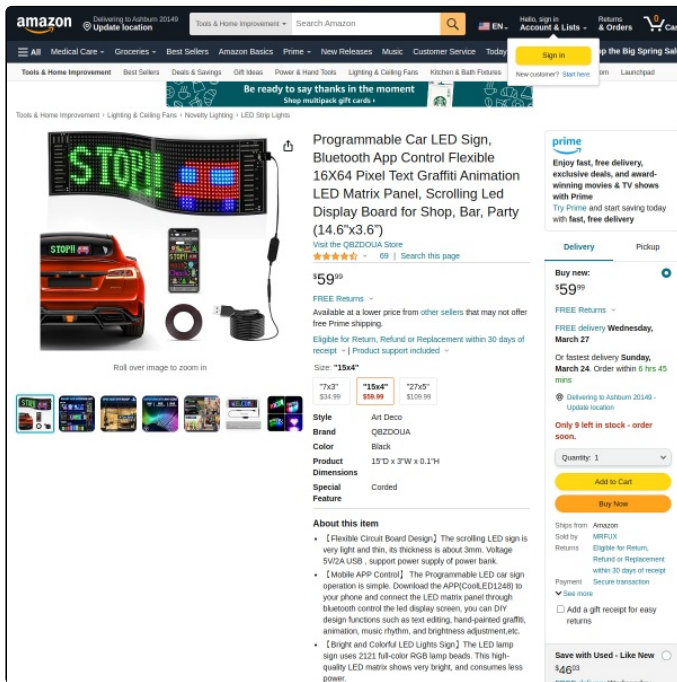 amazon
Delivering to Ashburn 20149
Update location
Tools & Home Improvement
Search Amazon
EN
Hello, sign in
Account & Lists
Returns
& Orders
0
All
Medical Care
Groceries
Best Sellers
Amazon Basics
Prime
New Releases
Music
Customer Service
Today
Sign in
New customer? Start here.
Tools & Home Improvement
Best Sellers
Deals & Savings
Gift Ideas
Power & Hand Tools
Lighting & Ceiling Fans
Kitchen & Bath Fixtures
Launchpad
Be ready to say thanks in the moment
Shop multipack gift cards ›
Tools & Home Improvement › Lighting & Ceiling Fans › Novelty Lighting › LED Strip Lights
STOP!!
STOP!!
Roll over image to zoom in
Programmable Car LED Sign,
Bluetooth App Control Flexible
16X64 Pixel Text Graffiti Animation
LED Matrix Panel, Scrolling Led
Display Board for Shop, Bar, Party
(14.6"x3.6")
Visit the QBZDOUA Store
69 | Search this page
$5999
FREE Returns
Available at a lower price from other sellers that may not offer
free Prime shipping.
Eligible for Return, Refund or Replacement within 30 days of
receipt | Product support included
Size: "15x4"
"7x3"
$34.99
"15x4"
$59.99
"27x5"
$109.99
Style Art Deco
Brand QBZDOUA
Color Black
Product
Dimensions
15"D x 3"W x 0.1"H
Special
Feature
Corded
About this item
• 【Flexible Circuit Board Design】The scrolling LED sign is
very light and thin, its thickness is about 3mm. Voltage
5V/2A USB , support power supply of power bank.
• 【Mobile APP Control】 The Programmable LED car sign
operation is simple. Download the APP(CoolLED1248) to
your phone and connect the LED matrix panel through
bluetooth control the led display screen, you can DIY
design functions such as text editing, hand-painted graffiti,
animation, music rhythm, and brightness adjustment,etc.
• 【Bright and Colorful LED Lights Sign】The LED lamp
sign uses 2121 full-color RGB lamp beads. This high-
quality LED matrix shows very bright, and consumes less
power.
prime
Enjoy fast, free delivery,
exclusive deals, and award-
winning movies & TV shows
with Prime
Try Prime and start saving today
with fast, free delivery
Delivery
Pickup
Buy new:
$5999
FREE Returns
FREE delivery Wednesday,
March 27
Or fastest delivery Sunday,
March 24. Order within 6 hrs 45
mins
Delivering to Ashburn 20149 -
Update location
Only 9 left in stock - order
soon.
Quantity: 1
Add to Cart
Buy Now
Ships from Amazon
Sold by MRFUX
Returns Eligible for Return,
Refund or Replacement
within 30 days of receipt
Payment Secure transaction
See more
Add a gift receipt for easy
returns
Save with Used - Like New
$4603